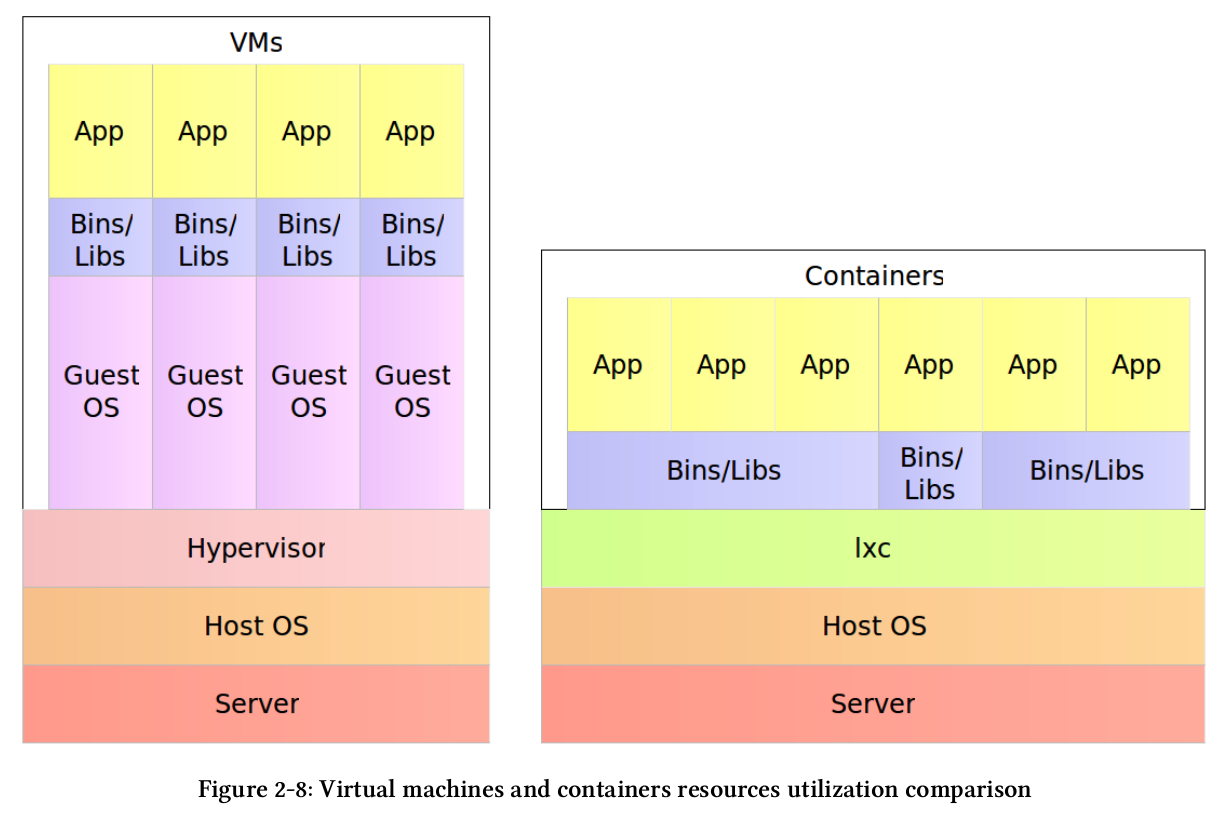 VMs
App
App
App
App
Bins/
Libs
Bins/
Libs
Bins/
Libs
Bins/
Libs
Guest
OS
Guest
OS
Guest
OS
Guest
OS
Hypervisor
Host OS
Server
Containers
App
App
App
App
App
App
Bins/Libs
Bins/
Libs
Bins/Libs
lxc
Host OS
Server
Figure 2-8: Virtual machines and containers resources utilization comparison